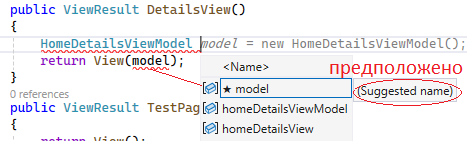 public ViewResult DetailsView()
{
HomeDetailsViewModel model = new HomeDetailsViewModel();
return View(model);
<Name>
предположено
}
★ model
(Suggested name)
0 references
homeDetailsViewModel
public ViewResult TestPag
homeDetailsView
{
return View();